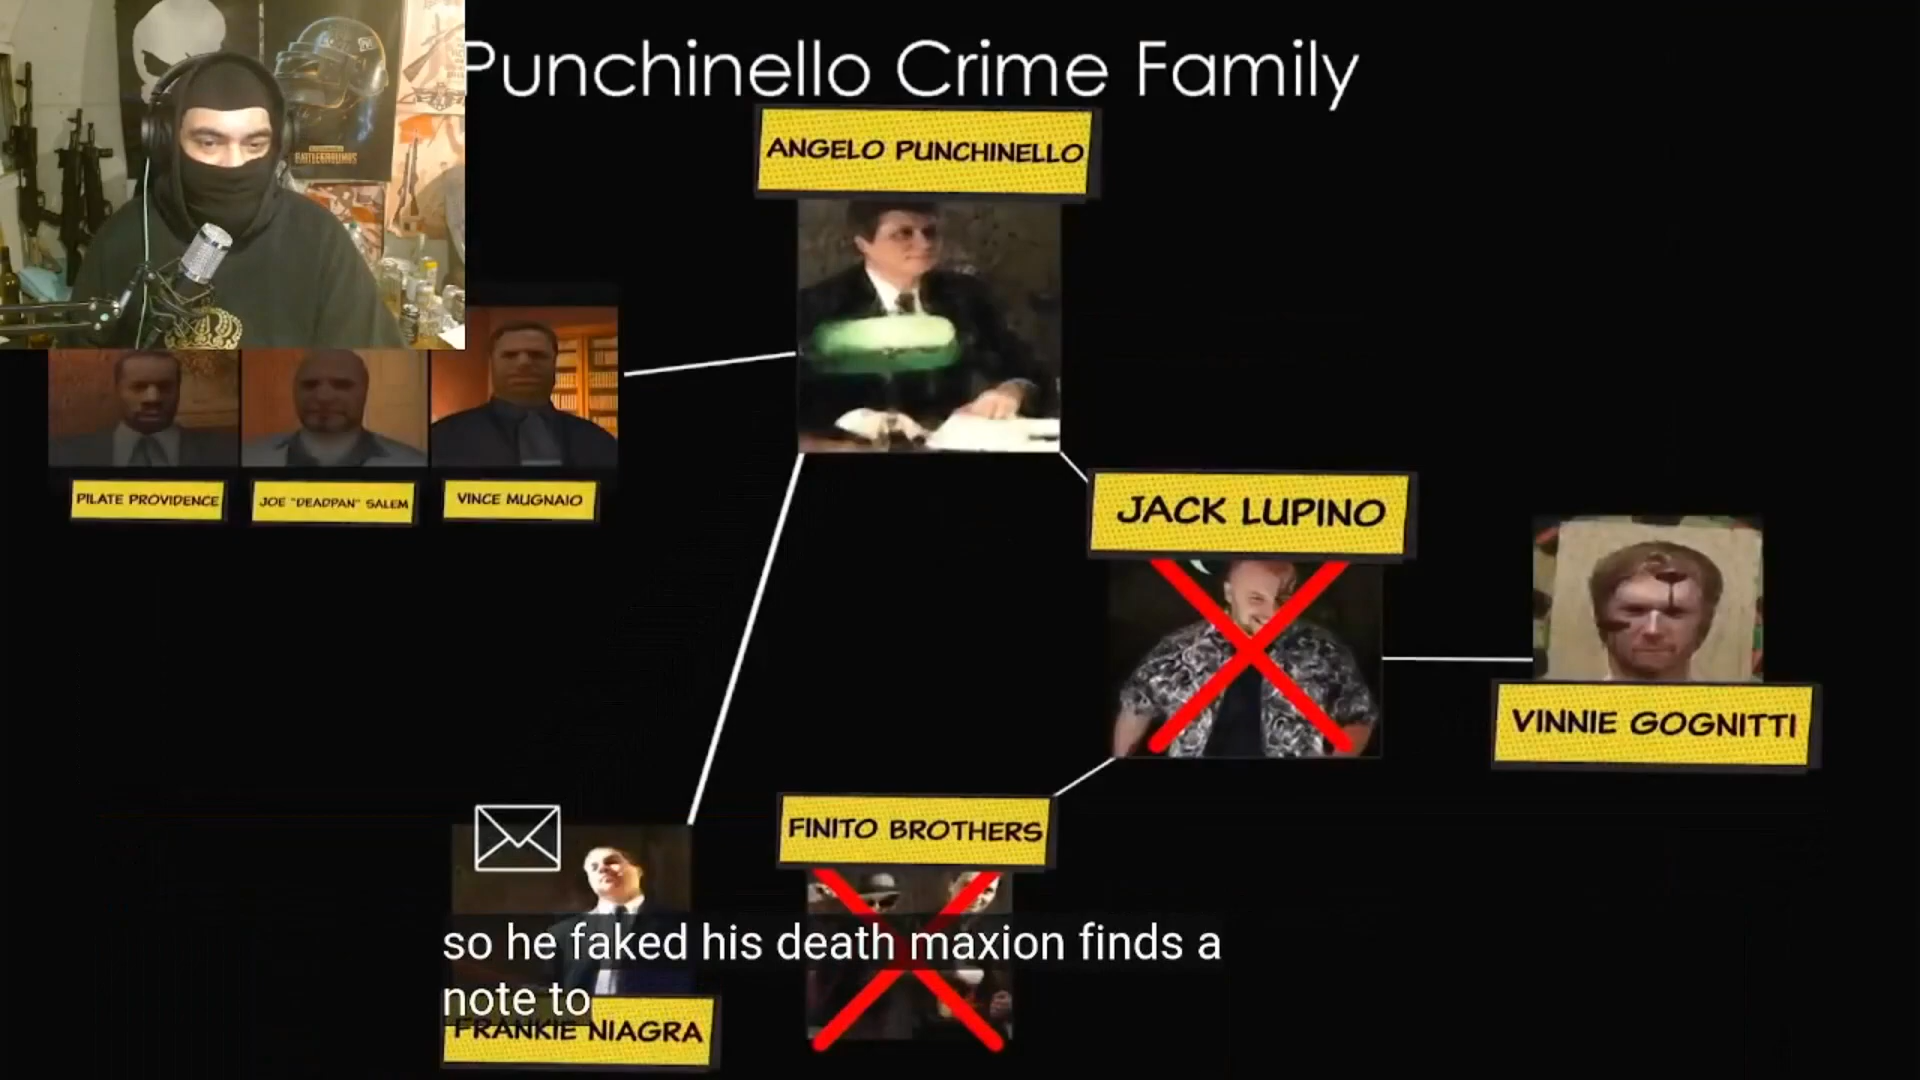 Punchinello Crime Family
ANGELO PUNCHINELLO
BATTLEGROUNDS
PILATE PROVIDENCE
JOE "DEADPAN" SALEM
VINCE MUGNAIO
JACK LUPINO
VINNIE GOGNITTI
FINITO BROTHERS
so he faked his death maxion finds a
note to
FRANKIE NIAGRA